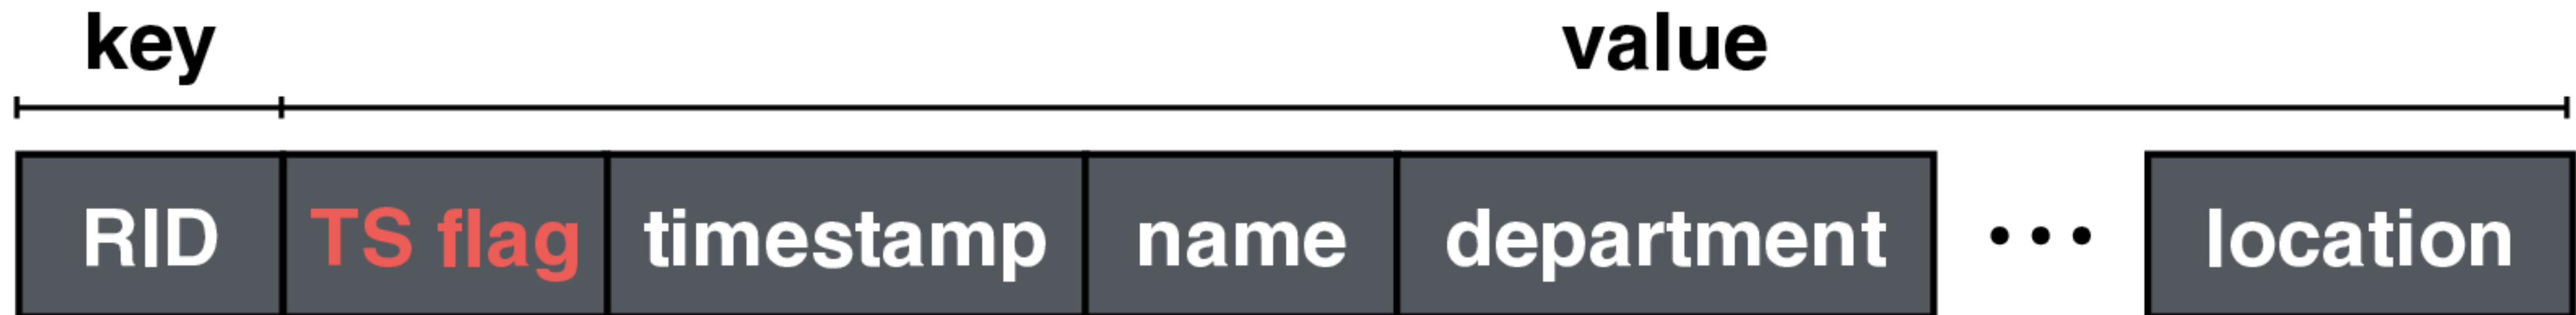 key value
RID TS flag timestamp name department ... location